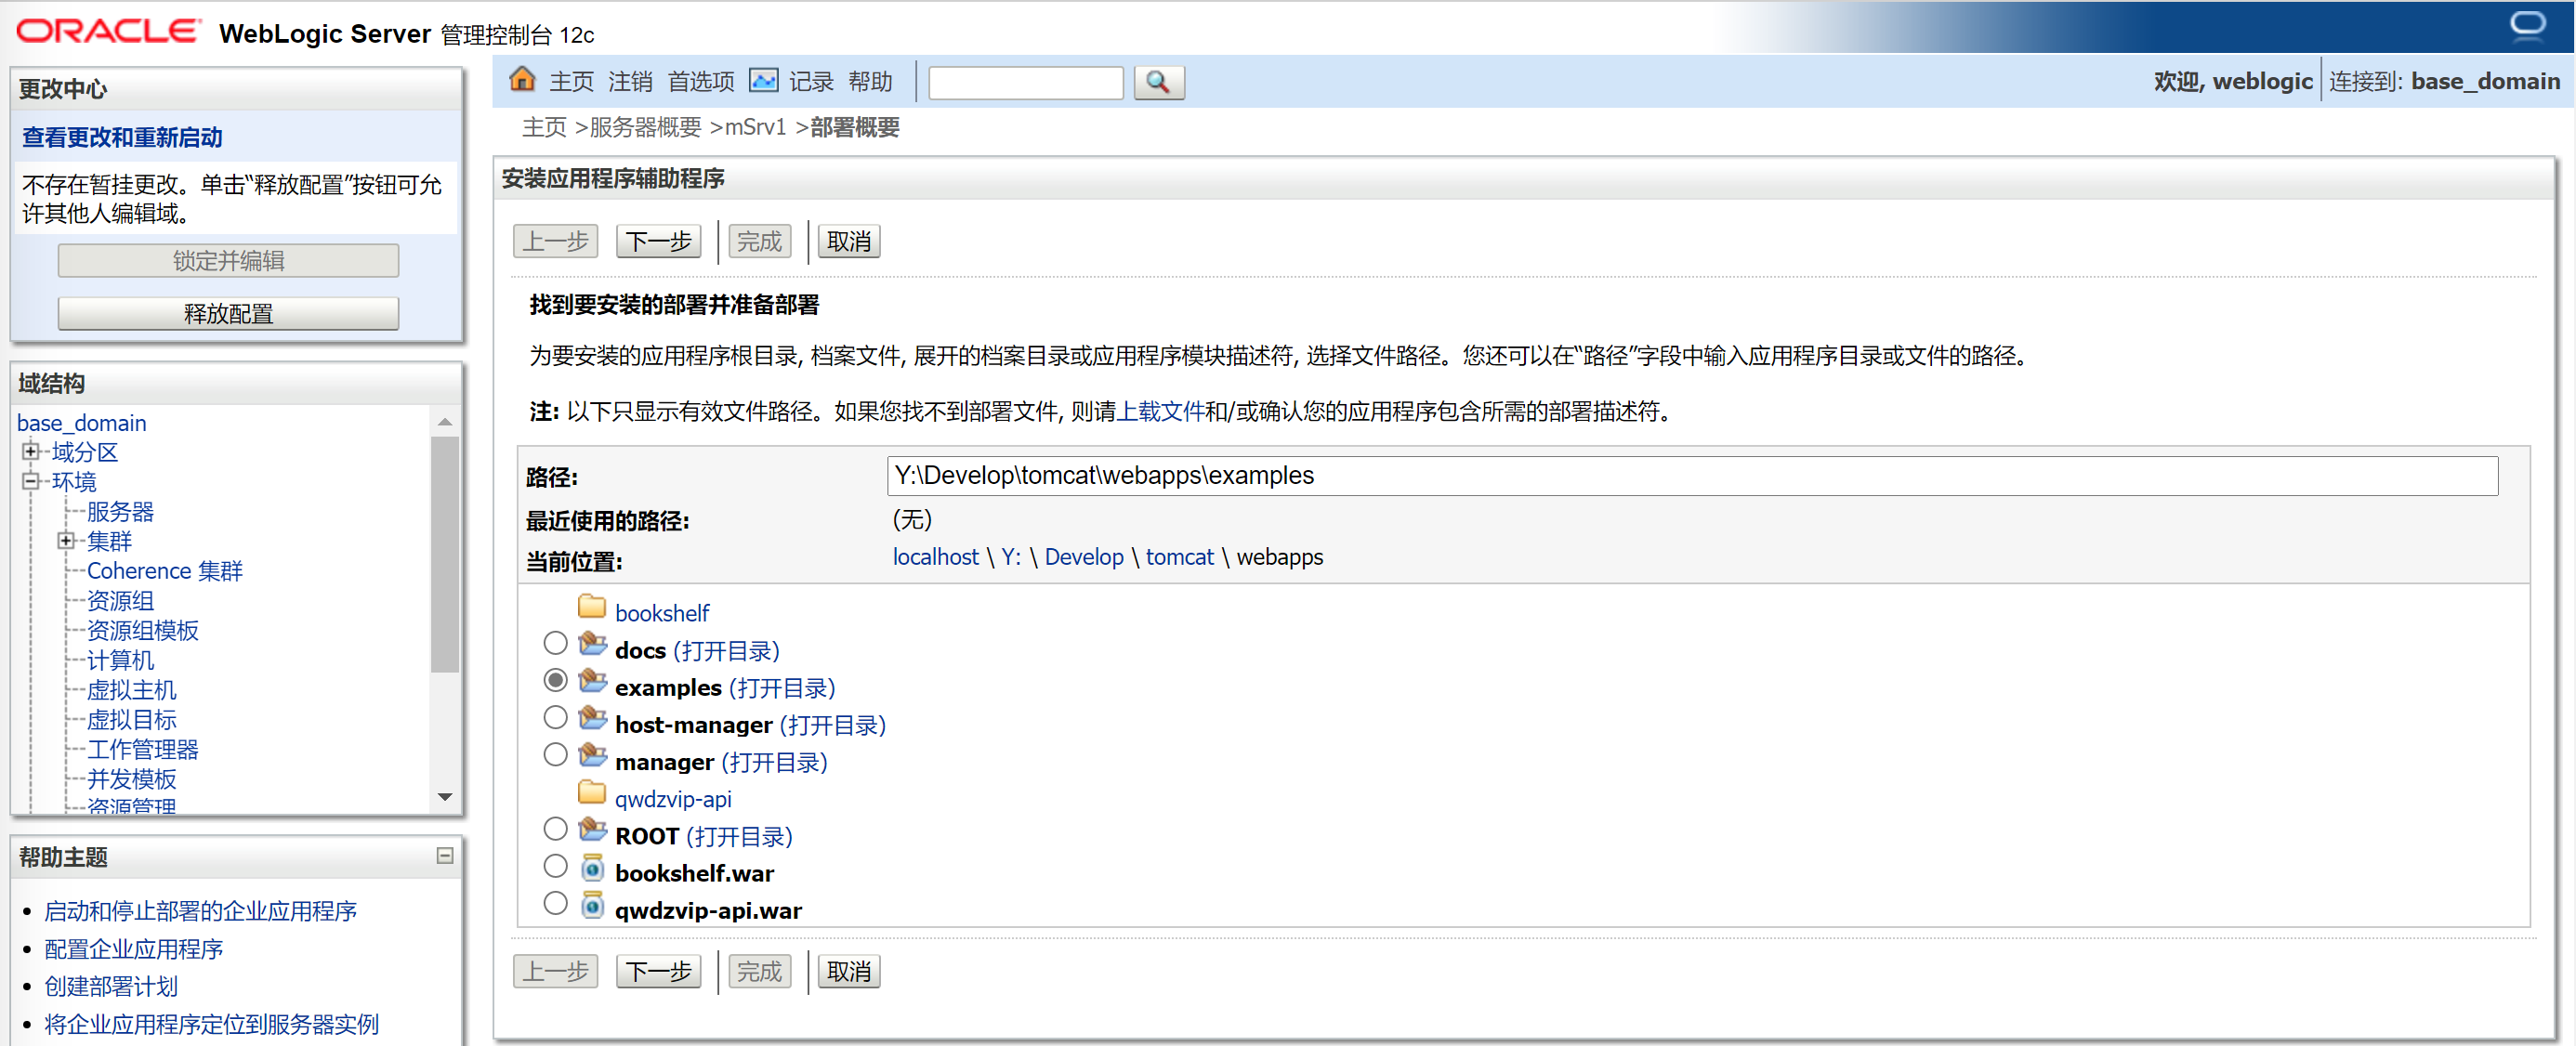 ORACLE WebLogic Server 管理控制台 12c
更改中心
查看更改和重新启动
不存在暂挂更改。单击“释放配置”按钮可允
许其他人编辑域。
锁定并编辑
释放配置
域结构
base_domain
域分区
环境
服务器
集群
Coherence 集群
资源组
资源组模板
计算机
虚拟主机
虚拟目标
工作管理器
并发模板
资源管理
帮助主题
启动和停止部署的企业应用程序
配置企业应用程序
创建部署计划
将企业应用程序定位到服务器实例
主页 注销 首选项 记录 帮助
欢迎, weblogic 连接到: base_domain
主页 >服务器概要 >mSrv1 >部署概要
安装应用程序辅助程序
上一步 下一步 完成 取消
找到要安装的部署并准备部署
为要安装的应用程序根目录, 档案文件, 展开的档案目录或应用程序模块描述符, 选择文件路径。您还可以在“路径”字段中输入应用程序目录或文件的路径。
注: 以下只显示有效文件路径。如果您找不到部署文件, 则请上载文件和/或确认您的应用程序包含所需的部署描述符。
路径: Y:\Develop\tomcat\webapps\examples
最近使用的路径: (无)
当前位置: localhost \ Y: \ Develop \ tomcat \ webapps
bookshelf
docs (打开目录)
examples (打开目录)
host-manager (打开目录)
manager (打开目录)
qwdzvip-api
ROOT (打开目录)
bookshelf.war
qwdzvip-api.war
上一步 下一步 完成 取消